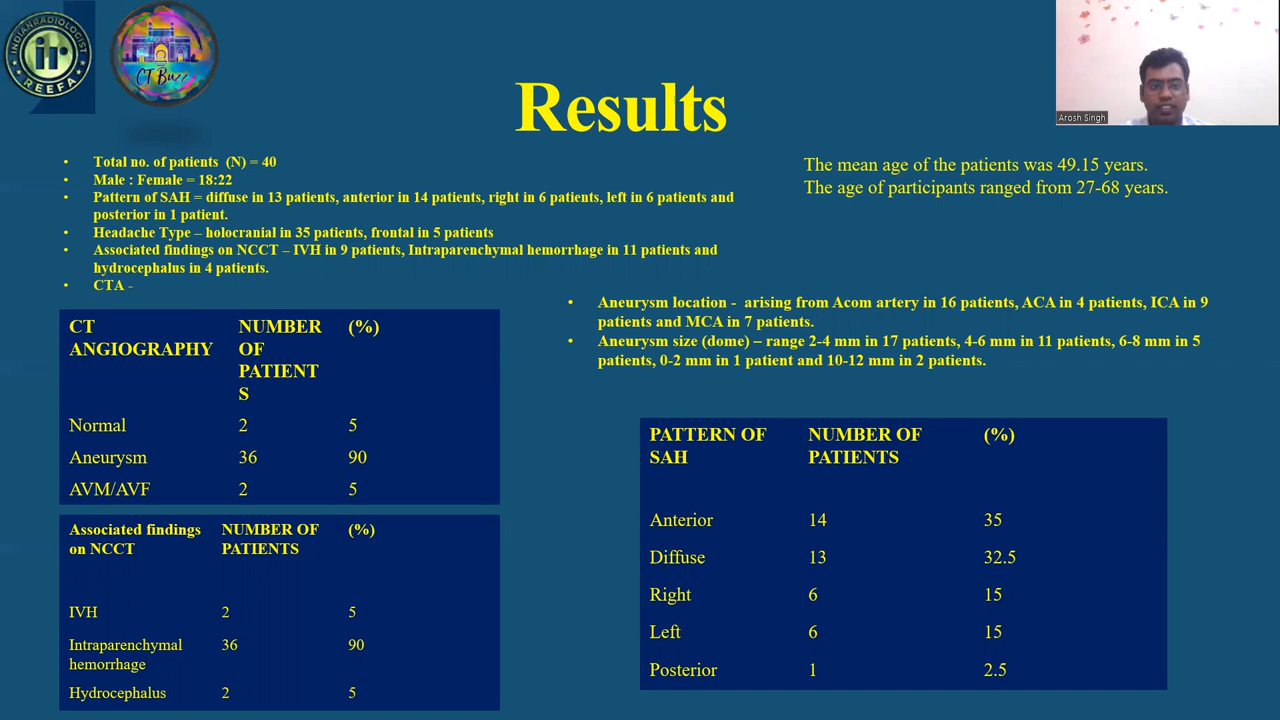 INDIANRADIOLOGIST
ir
REEFA
CT Buzz
Results
Arosh Singh
• Total no. of patients (N) = 40
• Male : Female = 18:22
• Pattern of SAH = diffuse in 13 patients, anterior in 14 patients, right in 6 patients, left in 6 patients and
posterior in 1 patient.
• Headache Type – holocranial in 35 patients, frontal in 5 patients
• Associated findings on NCCT – IVH in 9 patients, Intraparenchymal hemorrhage in 11 patients and
hydrocephalus in 4 patients.
• CTA -
The mean age of the patients was 49.15 years.
The age of participants ranged from 27-68 years.
CT ANGIOGRAPHY NUMBER OF PATIENT S (%)
Normal 2 5
Aneurysm 36 90
AVM/AVF 2 5
Associated findings on NCCT NUMBER OF PATIENTS (%)
IVH 2 5
Intraparenchymal hemorrhage 36 90
Hydrocephalus 2 5
• Aneurysm location - arising from Acom artery in 16 patients, ACA in 4 patients, ICA in 9
patients and MCA in 7 patients.
• Aneurysm size (dome) – range 2-4 mm in 17 patients, 4-6 mm in 11 patients, 6-8 mm in 5
patients, 0-2 mm in 1 patient and 10-12 mm in 2 patients.
PATTERN OF SAH NUMBER OF PATIENTS (%)
Anterior 14 35
Diffuse 13 32.5
Right 6 15
Left 6 15
Posterior 1 2.5